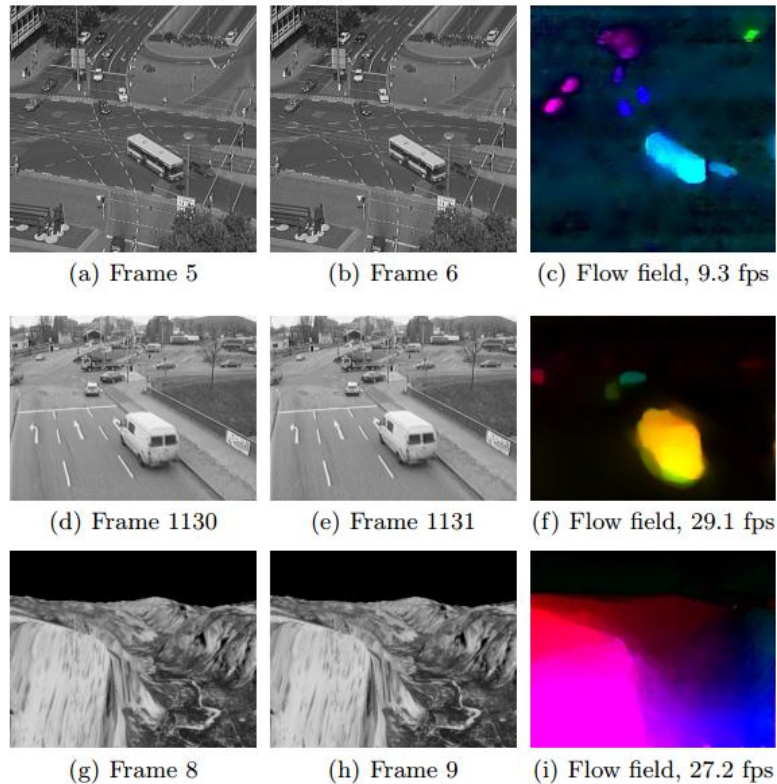 (a) Frame 5
(b) Frame 6
(c) Flow field, 9.3 fps
(d) Frame 1130
(e) Frame 1131
(f) Flow field, 29.1 fps
(g) Frame 8
(h) Frame 9
(i) Flow field, 27.2 fps